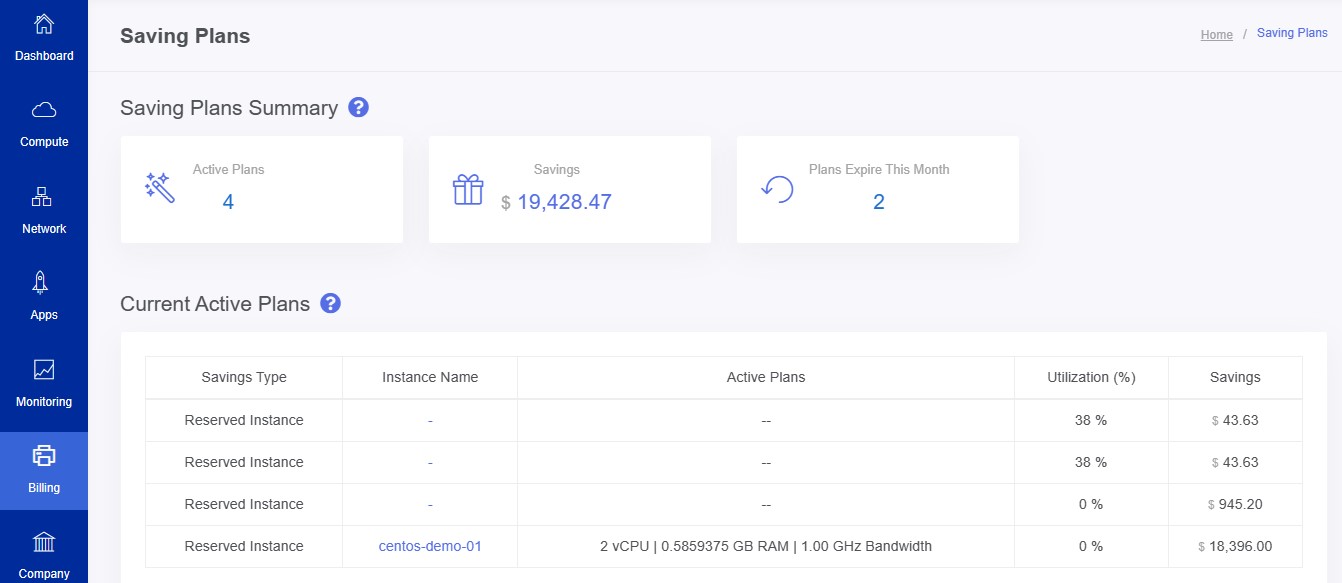 Dashboard
Compute
Network
Apps
Monitoring
Billing
Company
Saving Plans
Home / Saving Plans
Saving Plans Summary ?
Active Plans
4
Savings
$ 19,428.47
Plans Expire This Month
2
Current Active Plans ?
Savings Type Instance Name Active Plans Utilization (%) Savings
Reserved Instance - -- 38 % $ 43.63
Reserved Instance - -- 38 % $ 43.63
Reserved Instance - -- 0 % $ 945.20
Reserved Instance centos-demo-01 2 vCPU | 0.5859375 GB RAM | 1.00 GHz Bandwidth 0 % $ 18,396.00